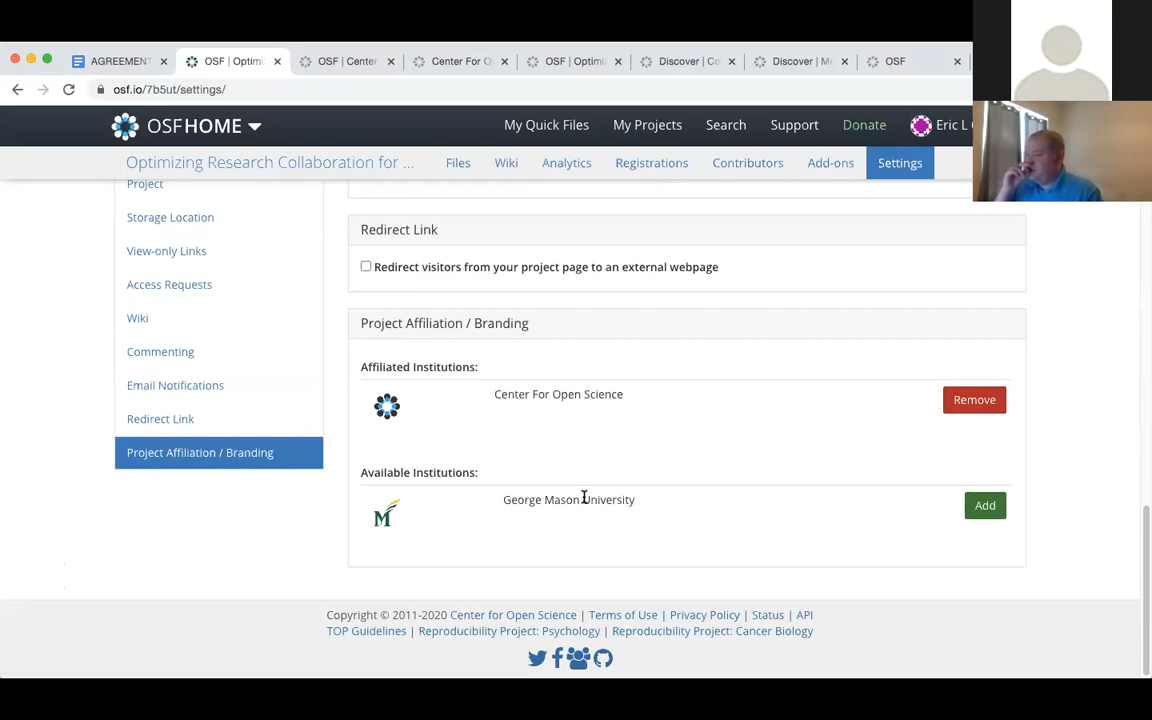 AGREEMENT
OSF | Optimi
OSF | Center
Center For O
OSF | Optimi
Discover | Co
Discover | M
OSF
osf.io/7b5ut/settings/
OSFHOME
My Quick Files
My Projects
Search
Support
Donate
Eric L
Optimizing Research Collaboration for ...
Files
Wiki
Analytics
Registrations
Contributors
Add-ons
Settings
Project
Storage Location
View-only Links
Access Requests
Wiki
Commenting
Email Notifications
Redirect Link
Project Affiliation / Branding
Redirect Link
Redirect visitors from your project page to an external webpage
Project Affiliation / Branding
Affiliated Institutions:
Center For Open Science
Remove
Available Institutions:
M
George Mason University
Add
Copyright © 2011-2020 Center for Open Science | Terms of Use | Privacy Policy | Status | API
TOP Guidelines | Reproducibility Project: Psychology | Reproducibility Project: Cancer Biology